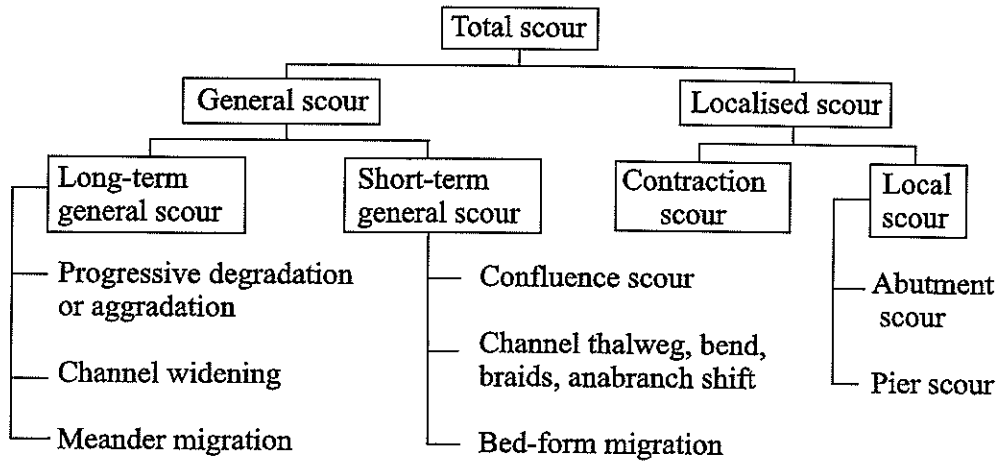 Total scour
General scour
Localised scour
Long-term
general scour
Short-term
general scour
Contraction
scour
Local
scour
Progressive degradation
or aggradation
Channel widening
Meander migration
Confluence scour
Channel thalweg, bend,
braids, anabranch shift
Bed-form migration
Abutment
scour
Pier scour